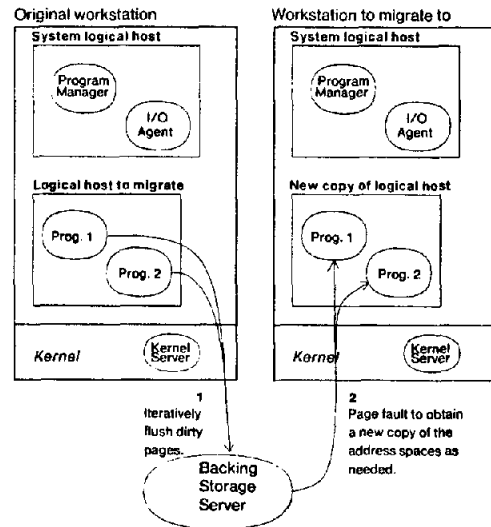 Original workstation
System logical host
Program
Manager
I/O
Agent
Logical host to migrate
Prog. 1
Prog. 2
Kernel
Kernel
Server
Workstation to migrate to
System logical host
Program
Manager
I/O
Agent
New copy of logical host
Prog. 1
Prog. 2
Kernel
Kernel
Server
1
Iteratively
flush dirty
pages.
2
Page fault to obtain
a new copy of the
address spaces as
needed.
Backing
Storage
Server